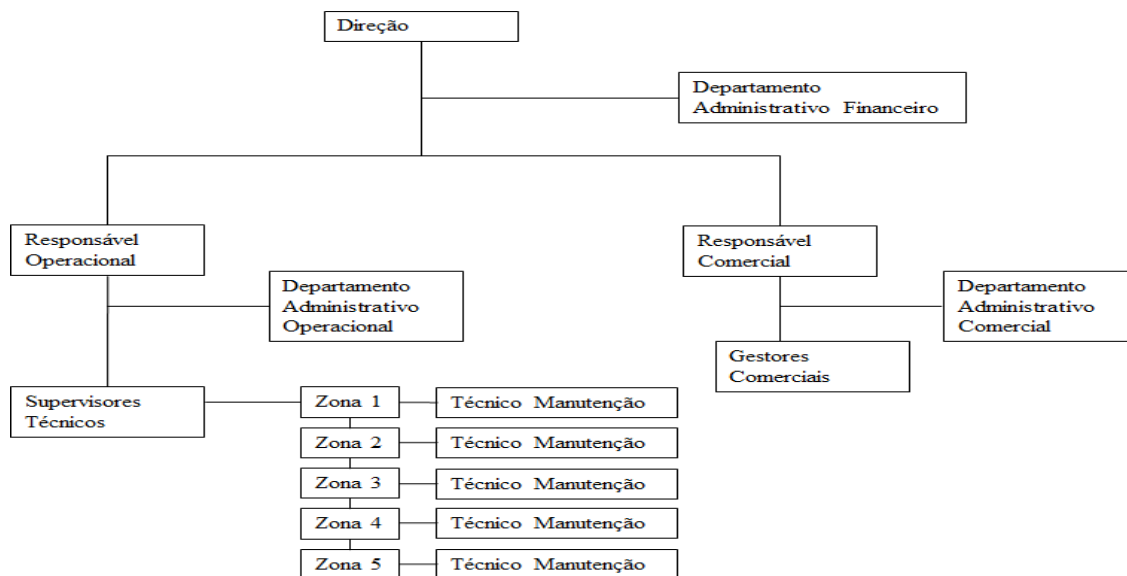 Direção
Departamento
Administrativo Financeiro
Responsável
Operacional
Responsável
Comercial
Departamento
Administrativo
Operacional
Departamento
Administrativo
Comercial
Gestores
Comerciais
Supervisores
Técnicos
Zona 1
Técnico Manutenção
Zona 2
Técnico Manutenção
Zona 3
Técnico Manutenção
Zona 4
Técnico Manutenção
Zona 5
Técnico Manutenção